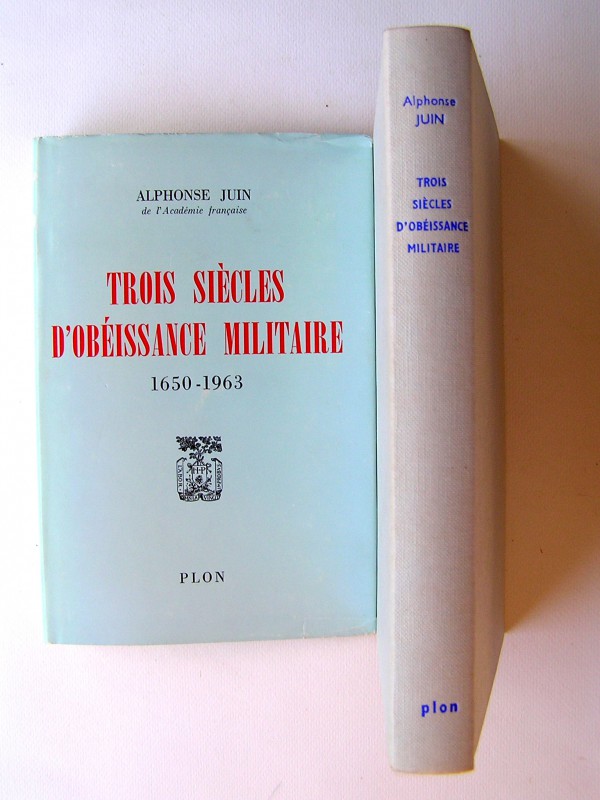 ALPHONSE JUIN
de l'Académie française
TROIS SIÈCLES
D'OBÉISSANCE MILITAIRE
1650-1963
PLON
Alphonse
JUIN
TROIS
SIÈCLES
D'OBÉISSANCE
MILITAIRE
plon